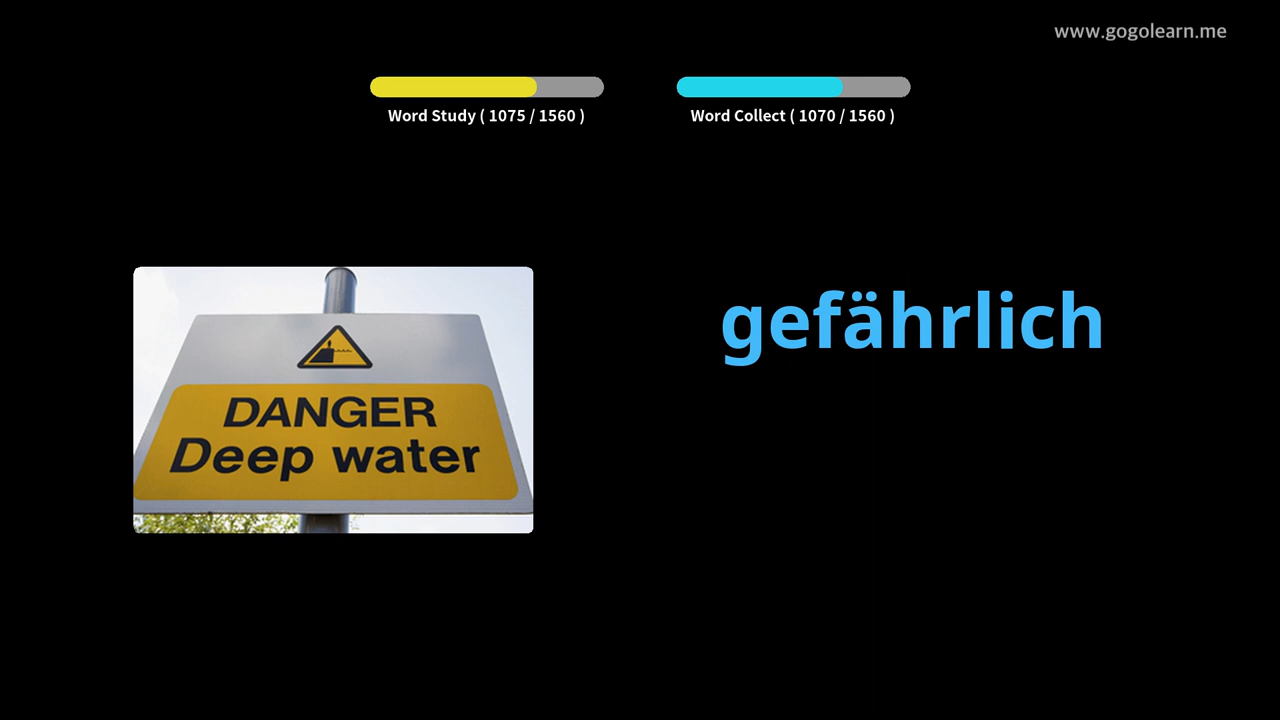 www.gogolearn.me
Word Study ( 1075 / 1560 )
Word Collect ( 1070 / 1560 )
DANGER
Deep water
gefährlich